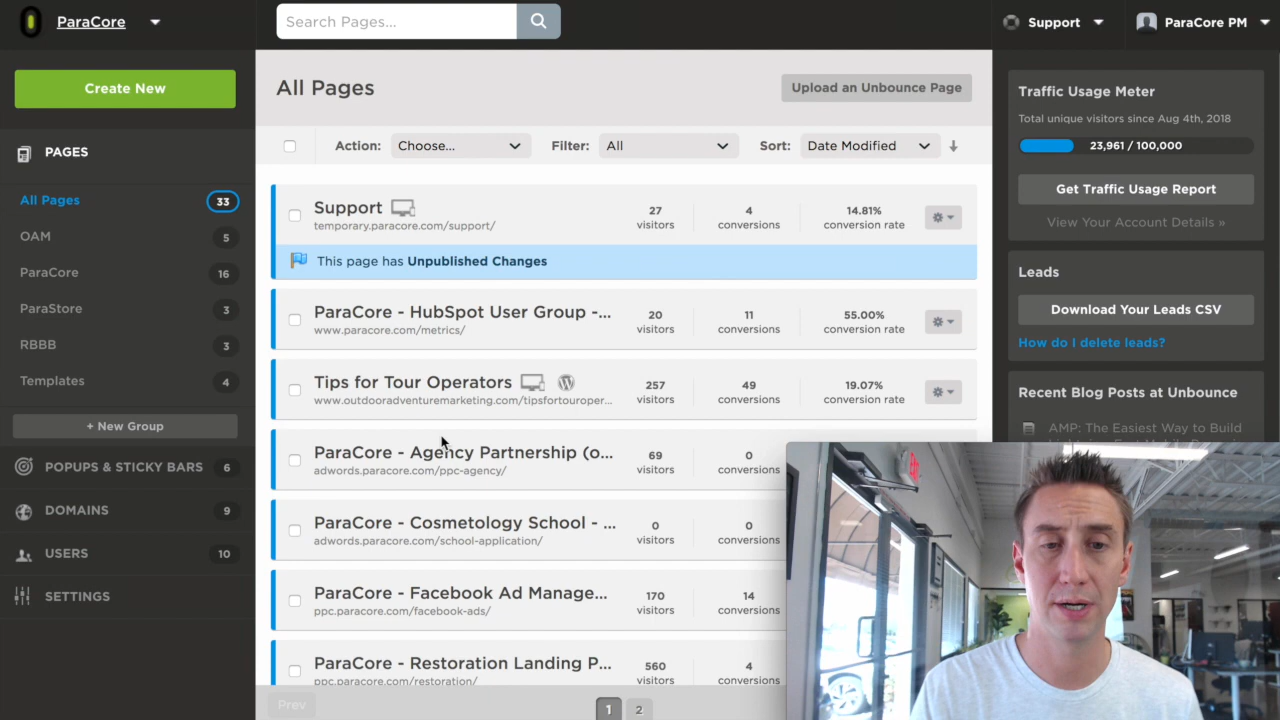 ParaCore
Search Pages...
Support
ParaCore PM
Create New
PAGES
All Pages 33
OAM 5
ParaCore 16
ParaStore 3
RBBB 3
Templates 4
+ New Group
POPUPS & STICKY BARS 6
DOMAINS 9
USERS 10
SETTINGS
All Pages
Upload an Unbounce Page
Action: Choose... Filter: All Sort: Date Modified
Support 27 4 14.81%
temporary.paracore.com/support/ visitors conversions conversion rate
This page has Unpublished Changes
ParaCore - HubSpot User Group -... 20 11 55.00%
www.paracore.com/metrics/ visitors conversions conversion rate
Tips for Tour Operators 257 49 19.07%
www.outdooradventuremarketing.com/tipsfortouroper... visitors conversions conversion rate
ParaCore - Agency Partnership (o... 69 0
adwords.paracore.com/ppc-agency/ visitors conversions
ParaCore - Cosmetology School - ... 0 0
adwords.paracore.com/school-application/ visitors conversions
ParaCore - Facebook Ad Manage... 170 14
ppc.paracore.com/facebook-ads/ visitors conversions
ParaCore - Restoration Landing P... 560 4
ppc.paracore.com/restoration/ visitors conversions
Prev 1 2
Traffic Usage Meter
Total unique visitors since Aug 4th, 2018
23,961 / 100,000
Get Traffic Usage Report
View Your Account Details »
Leads
Download Your Leads CSV
How do I delete leads?
Recent Blog Posts at Unbounce
AMP: The Easiest Way to Build